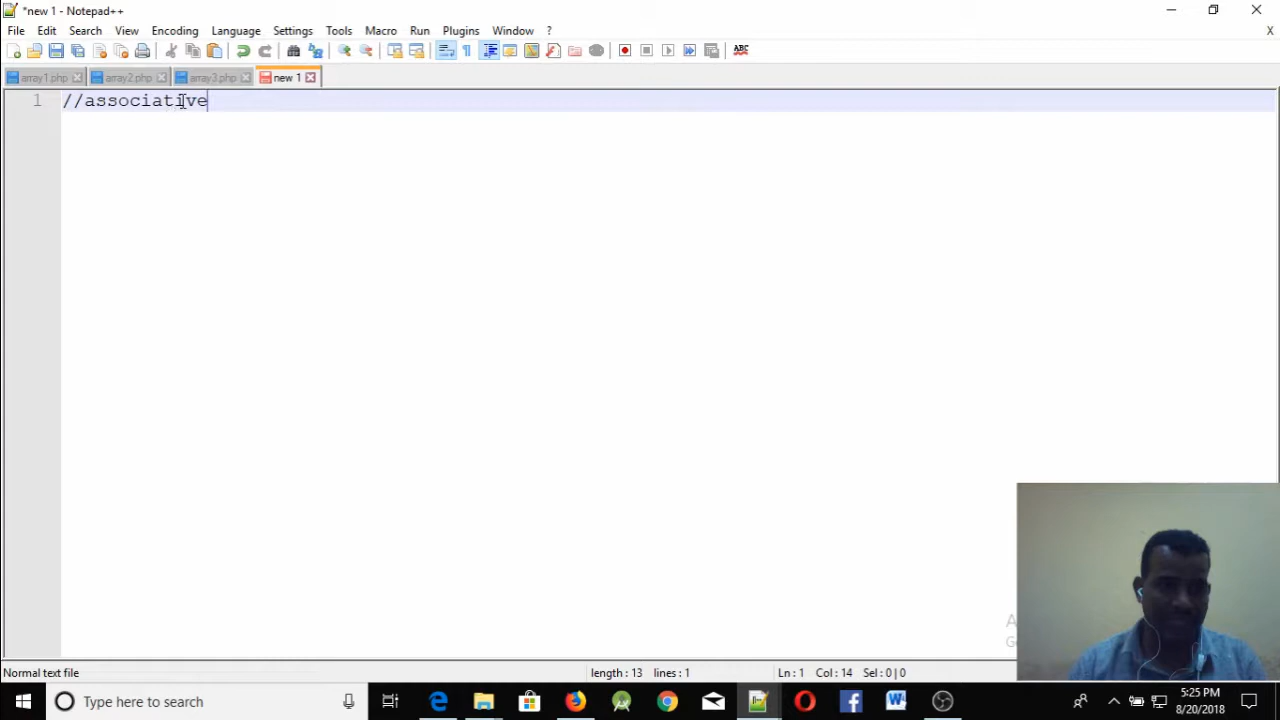 *new 1 - Notepad++
File Edit Search View Encoding Language Settings Tools Macro Run Plugins Window ? X
array1.php array2.php array3.php new 1
1 //associative
Normal text file length : 13 lines : 1 Ln : 1 Col : 14 Sel : 0 | 0
Type here to search
5:25 PM
8/20/2018